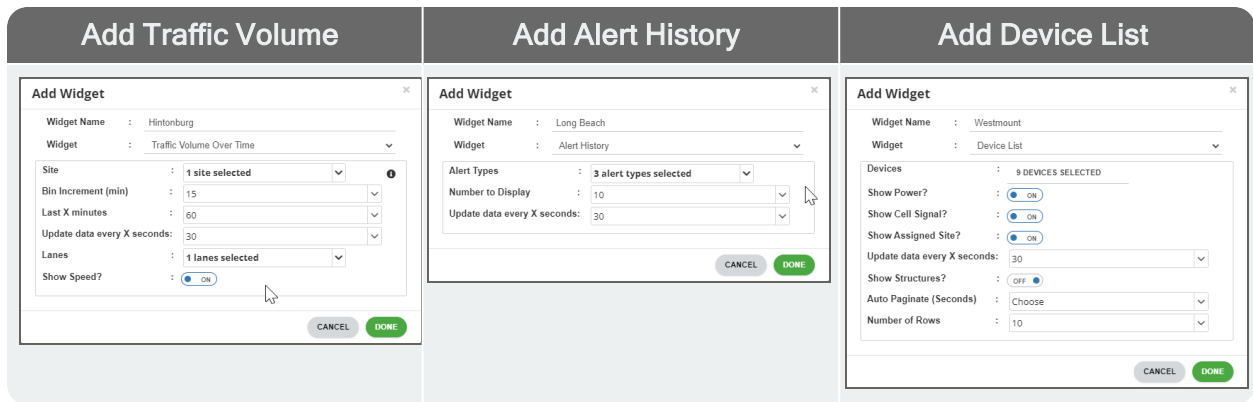 Add Traffic Volume
Add Widget ×
Widget Name : Hintonburg
Widget : Traffic Volume Over Time
Site : 1 site selected
Bin Increment (min) : 15
Last X minutes : 60
Update data every X seconds: 30
Lanes : 1 lanes selected
Show Speed? : ON
CANCEL DONE
Add Alert History
Add Widget ×
Widget Name : Long Beach
Widget : Alert History
Alert Types : 3 alert types selected
Number to Display : 10
Update data every X seconds: 30
CANCEL DONE
Add Device List
Add Widget ×
Widget Name : Westmount
Widget : Device List
Devices : 9 DEVICES SELECTED
Show Power? : ON
Show Cell Signal? : ON
Show Assigned Site? : ON
Update data every X seconds: 30
Show Structures? : OFF
Auto Paginate (Seconds) : Choose
Number of Rows : 10
CANCEL DONE